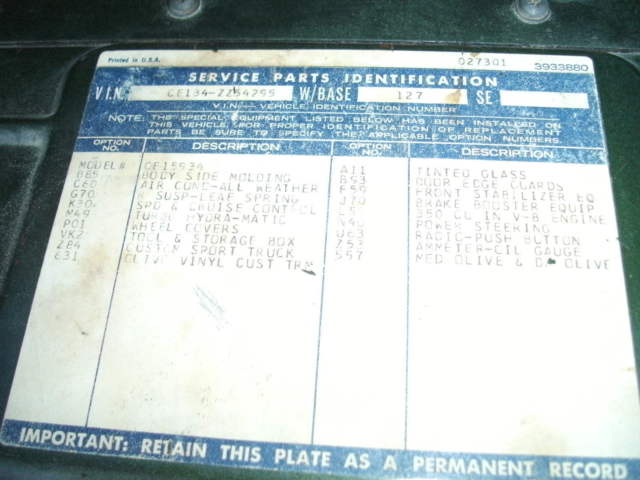 Printed in U.S.A. 027301 3933880
SERVICE PARTS IDENTIFICATION
V.I.N. CE134-Z254255 W/BASE 127 SE
V.I.N.—VEHICLE IDENTIFICATION NUMBER
NOTE: THE SPECIAL EQUIPMENT LISTED BELOW HAS BEEN INSTALLED ON
THIS VEHICLE. FOR PROPER IDENTIFICATION OF REPLACEMENT
PARTS BE SURE TO SPECIFY THE APPLICABLE OPTION NUMBERS.
OPTION NO. DESCRIPTION OPTION NO. DESCRIPTION
MODEL# CE15534
B85 BODY SIDE MOLDING
C60 AIR COND-ALL WEATHER
G70 SUSP-LEAF SPRING
K30 SPD & CRUISE CONTROL
M49 TURBO HYDRA-MATIC
P01 WHEEL COVERS
VK2 TOOL & STORAGE BOX
Z84 CUSTOM SPORT TRUCK
631 OLIVE VINYL CUST TRM
A11 TINTED GLASS
B93 DOOR EDGE GUARDS
F59 FRONT STABILIZER EQ
J70 BRAKE BOOSTER EQUIP
350 CU IN V-8 ENGINE
N40 POWER STEERING
U63 RADIO-PUSH BUTTON
Z53 AMMETER-OIL GAUGE
557 MED OLIVE & DK OLIVE
IMPORTANT: RETAIN THIS PLATE AS A PERMANENT RECORD